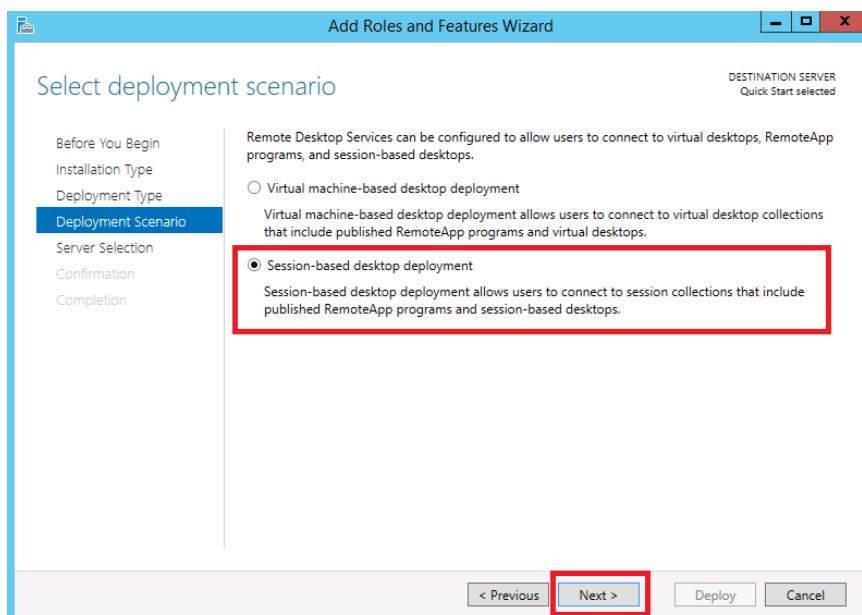 Add Roles and Features Wizard
Select deployment scenario
DESTINATION SERVER
Quick Start selected
Before You Begin
Installation Type
Deployment Type
Deployment Scenario
Server Selection
Confirmation
Completion
Remote Desktop Services can be configured to allow users to connect to virtual desktops, RemoteApp
programs, and session-based desktops.
Virtual machine-based desktop deployment
Virtual machine-based desktop deployment allows users to connect to virtual desktop collections
that include published RemoteApp programs and virtual desktops.
Session-based desktop deployment
Session-based desktop deployment allows users to connect to session collections that include
published RemoteApp programs and session-based desktops.
< Previous
Next >
Deploy
Cancel